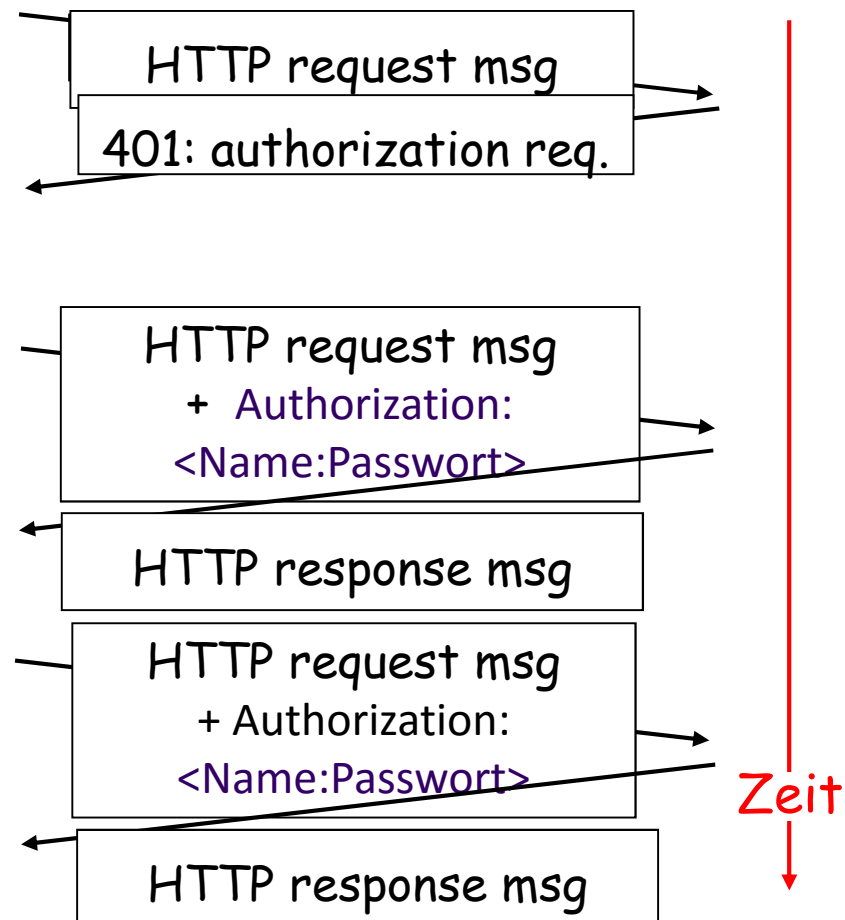 HTTP request msg
401: authorization req.
HTTP request msg
+ Authorization:
<Name:Passwort>
HTTP response msg
HTTP request msg
+ Authorization:
<Name:Passwort>
Zeit
HTTP response msg